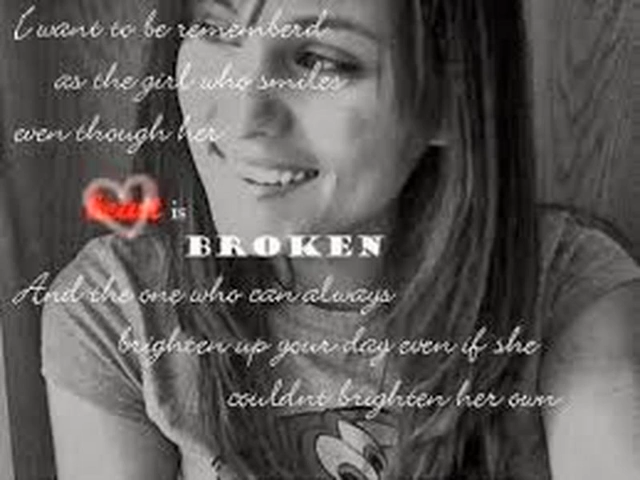 I want to be rememberd
as the girl who smiles
even though her
heart is
BROKEN
And the one who can always
brighten up your day even if she
couldnt brighten her own